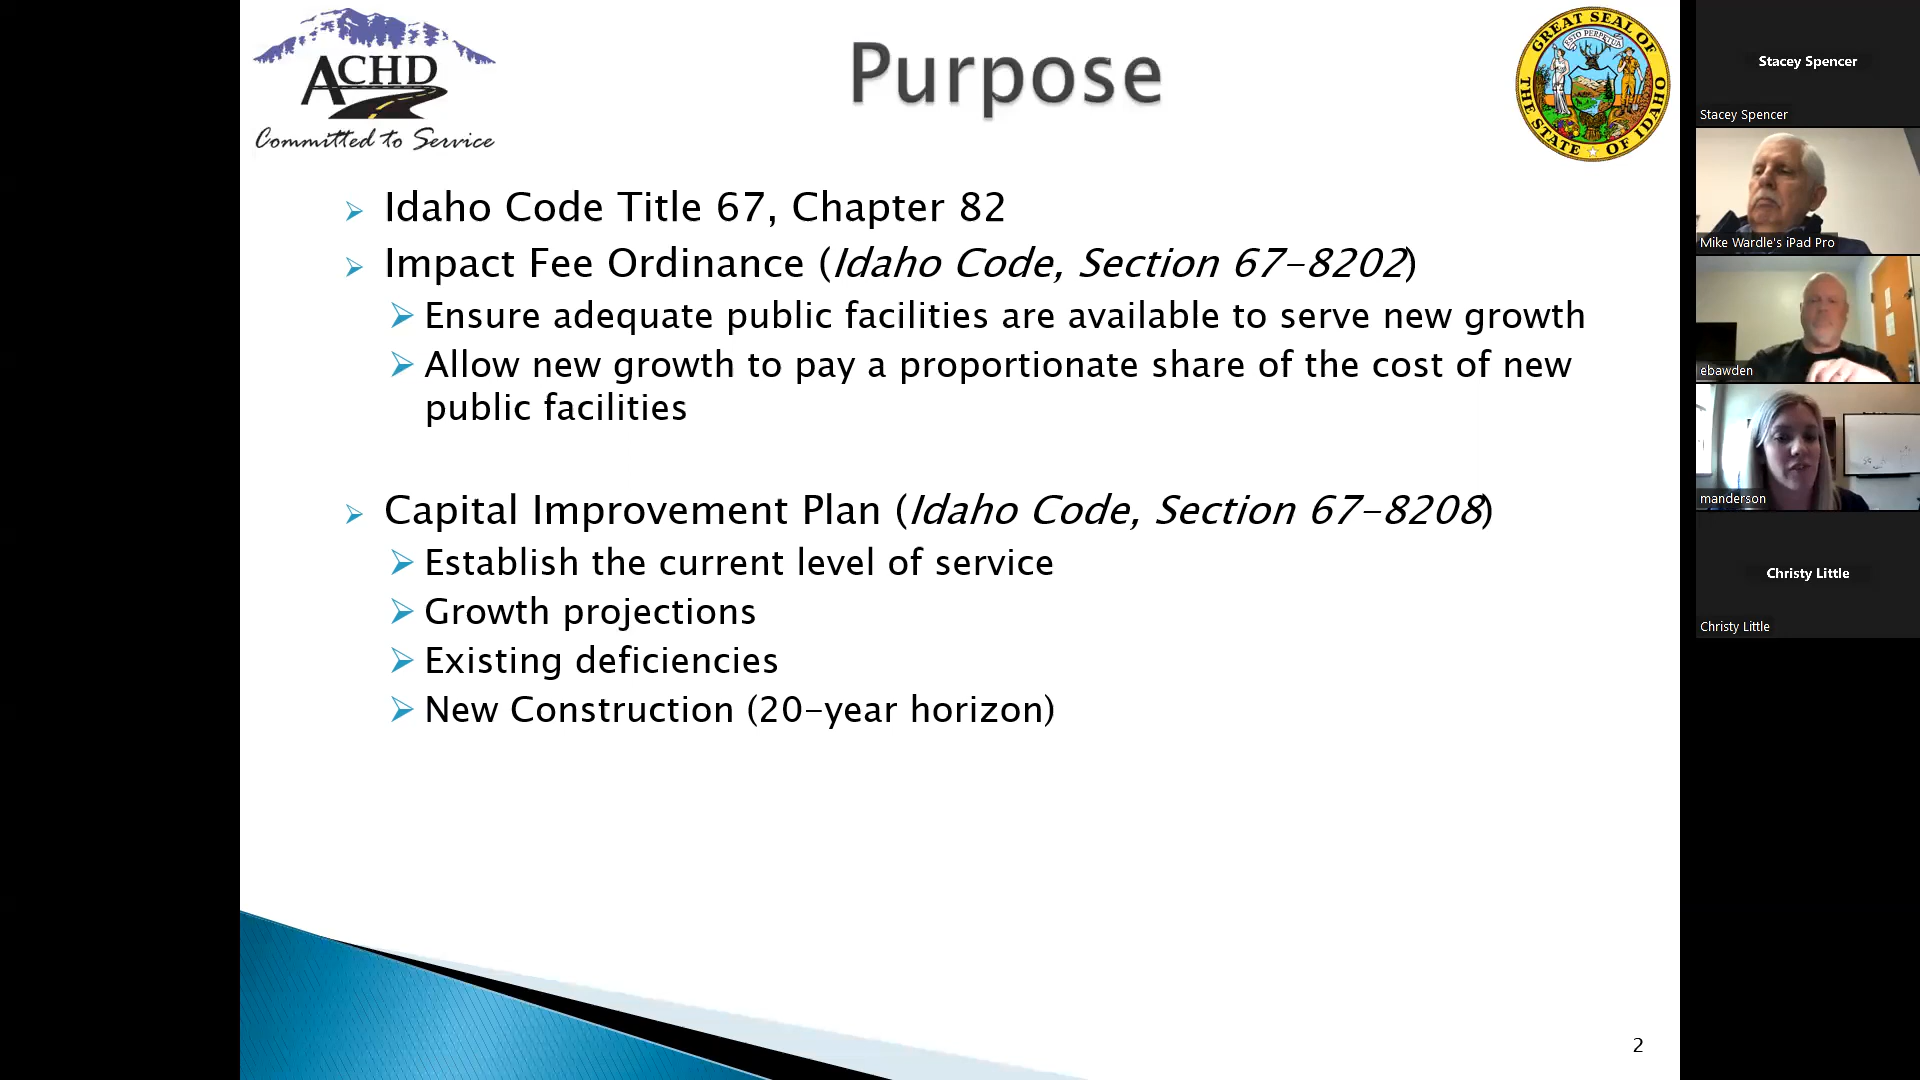 ACHD
Committed to Service
Purpose
GREAT SEAL OF
THE STATE OF IDAHO
ESTO PERPETUA
Idaho Code Title 67, Chapter 82
Impact Fee Ordinance (Idaho Code, Section 67-8202)
Ensure adequate public facilities are available to serve new growth
Allow new growth to pay a proportionate share of the cost of new
public facilities
Capital Improvement Plan (Idaho Code, Section 67-8208)
Establish the current level of service
Growth projections
Existing deficiencies
New Construction (20-year horizon)
2
Stacey Spencer
Stacey Spencer
Mike Wardle's iPad Pro
ebawden
manderson
Christy Little
Christy Little